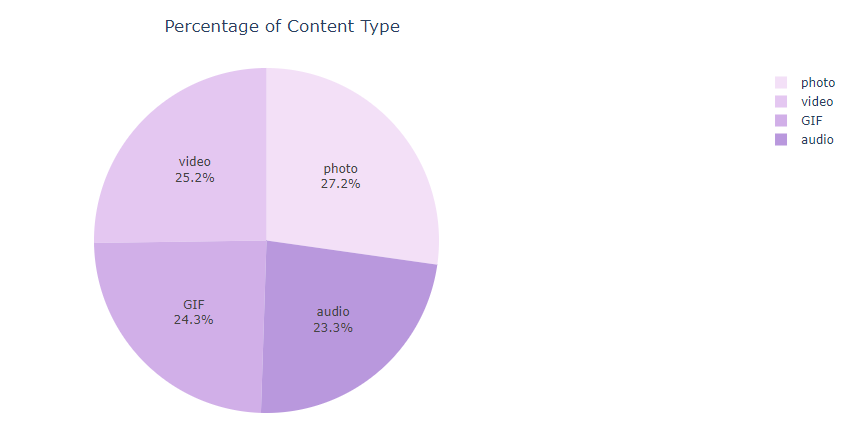 Percentage of Content Type
photo
27.2%
video
25.2%
GIF
24.3%
audio
23.3%
photo
video
GIF
audio